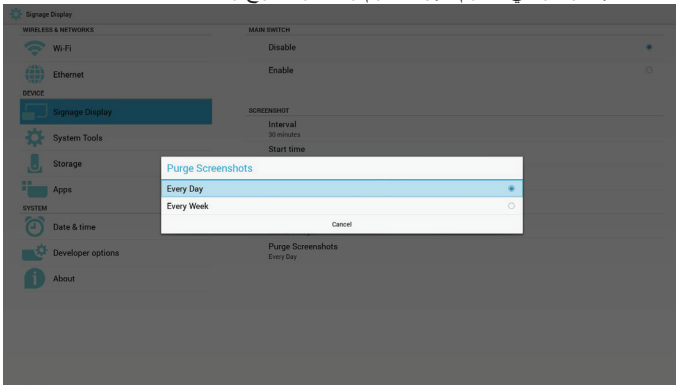 Signage Display
WIRELESS & NETWORKS
Wi-Fi
Ethernet
DEVICE
Signage Display
System Tools
Storage
Apps
SYSTEM
Date & time
Developer options
About
MAIN SWITCH
Disable
Enable
SCREENSHOT
Interval
30 minutes
Start time
Purge Screenshots
Every Day
Purge Screenshots
Every Day
Every Week
Cancel